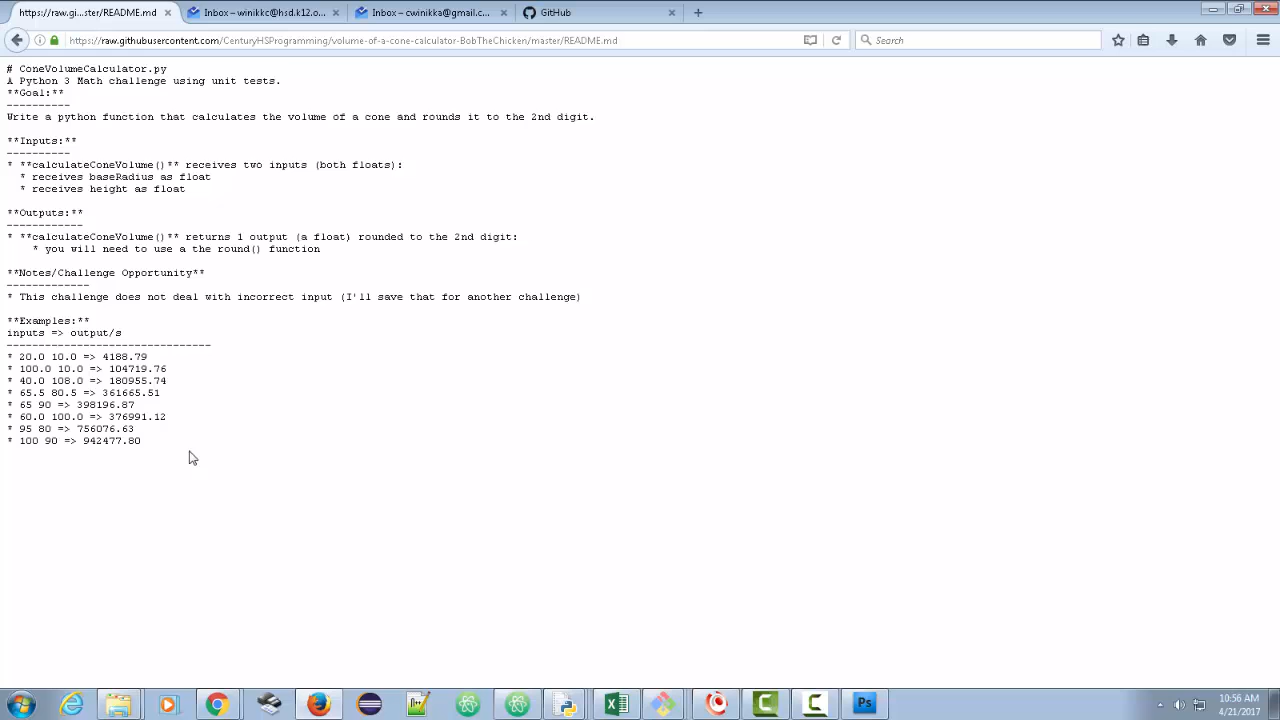 https://raw.gi...ster/README.md
Inbox – winikkc@hsd.k12.o...
Inbox – cwinikka@gmail.c...
GitHub
https://raw.githubusercontent.com/CenturyHSProgramming/volume-of-a-cone-calculator-BobTheChicken/master/README.md
Search
# ConeVolumeCalculator.py
A Python 3 Math challenge using unit tests.
**Goal:**
----------
Write a python function that calculates the volume of a cone and rounds it to the 2nd digit.
**Inputs:**
----------
* **calculateConeVolume()** receives two inputs (both floats):
* receives baseRadius as float
* receives height as float
**Outputs:**
------------
* **calculateConeVolume()** returns 1 output (a float) rounded to the 2nd digit:
* you will need to use a the round() function
**Notes/Challenge Opportunity**
-------------
* This challenge does not deal with incorrect input (I'll save that for another challenge)
**Examples:**
inputs => output/s
--------------------------------
* 20.0 10.0 => 4188.79
* 100.0 10.0 => 104719.76
* 40.0 108.0 => 180955.74
* 65.5 80.5 => 361665.51
* 65 90 => 398196.87
* 60.0 100.0 => 376991.12
* 95 80 => 756076.63
* 100 90 => 942477.80
10:56 AM
4/21/2017
Ps